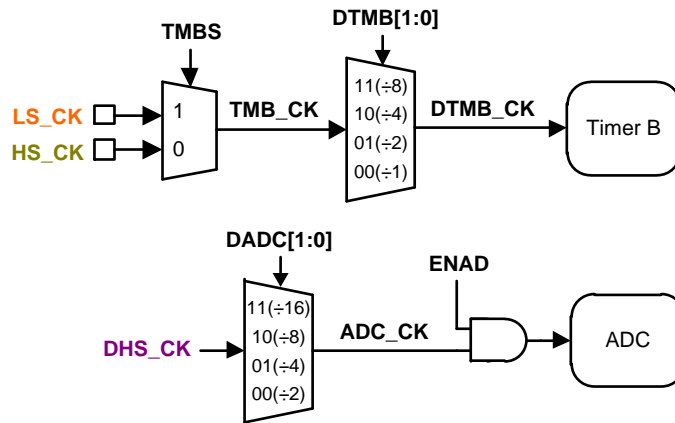 TMBS
DTMB[1:0]
LS_CK
HS_CK
1
0
TMB_CK
11(÷8)
10(÷4)
01(÷2)
00(÷1)
DTMB_CK
Timer B
DADC[1:0]
ENAD
DHS_CK
11(÷16)
10(÷8)
01(÷4)
00(÷2)
ADC_CK
ADC